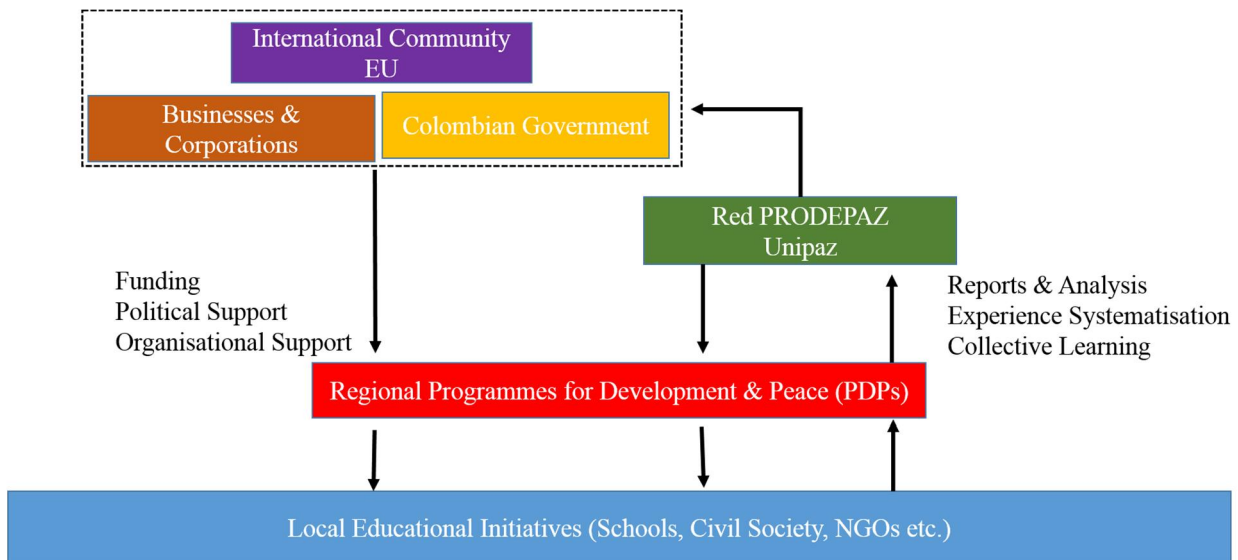 International Community
EU
Businesses &
Corporations
Colombian Government
Red PRODEPAZ
Unipaz
Funding
Political Support
Organisational Support
Reports & Analysis
Experience Systematisation
Collective Learning
Regional Programmes for Development & Peace (PDPs)
Local Educational Initiatives (Schools, Civil Society, NGOs etc.)